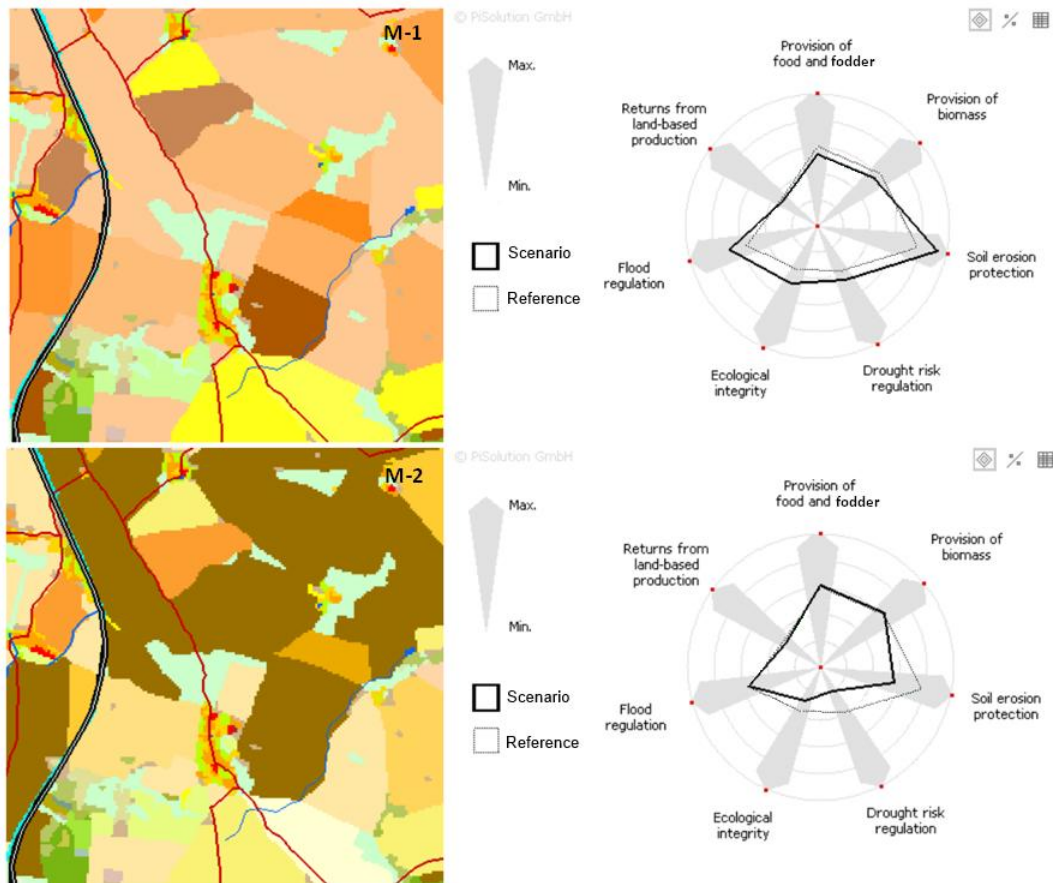 M-1
© PiSolution GmbH
Max.
Min.
Scenario
Reference
Provision of
food and fodder
Provision of
biomass
Soil erosion
protection
Drought risk
regulation
Ecological
integrity
Flood
regulation
Returns from
land-based
production
M-2
© PiSolution GmbH
Max.
Min.
Scenario
Reference
Provision of
food and fodder
Provision of
biomass
Soil erosion
protection
Drought risk
regulation
Ecological
integrity
Flood
regulation
Returns from
land-based
production